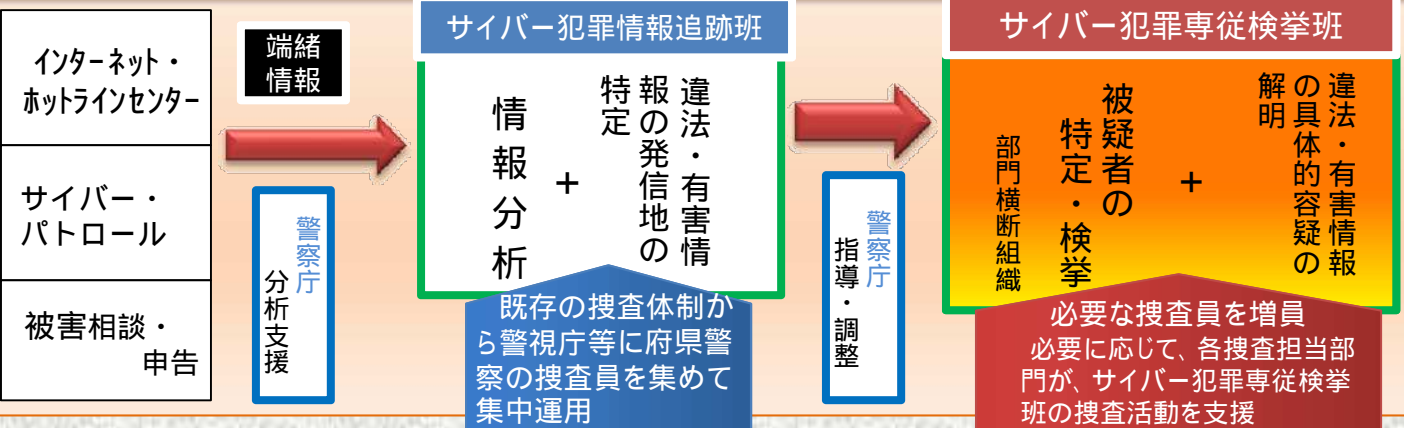 インターネット・
ホットラインセンター
サイバー・
パトロール
被害相談・
申告
端緒
情報
警察庁
分析支援
サイバー犯罪情報追跡班
違法・有害情
報の発信地の
特定
+
情報分析
既存の捜査体制か
ら警視庁等に府県警
察の捜査員を集めて
集中運用
警察庁
指導・調整
サイバー犯罪専従検挙班
違法・有害情報
の具体的容疑の
解明
+
被疑者の
特定・検挙
部門横断組織
必要な捜査員を増員
必要に応じて、各捜査担当部
門が、サイバー犯罪専従検挙
班の捜査活動を支援